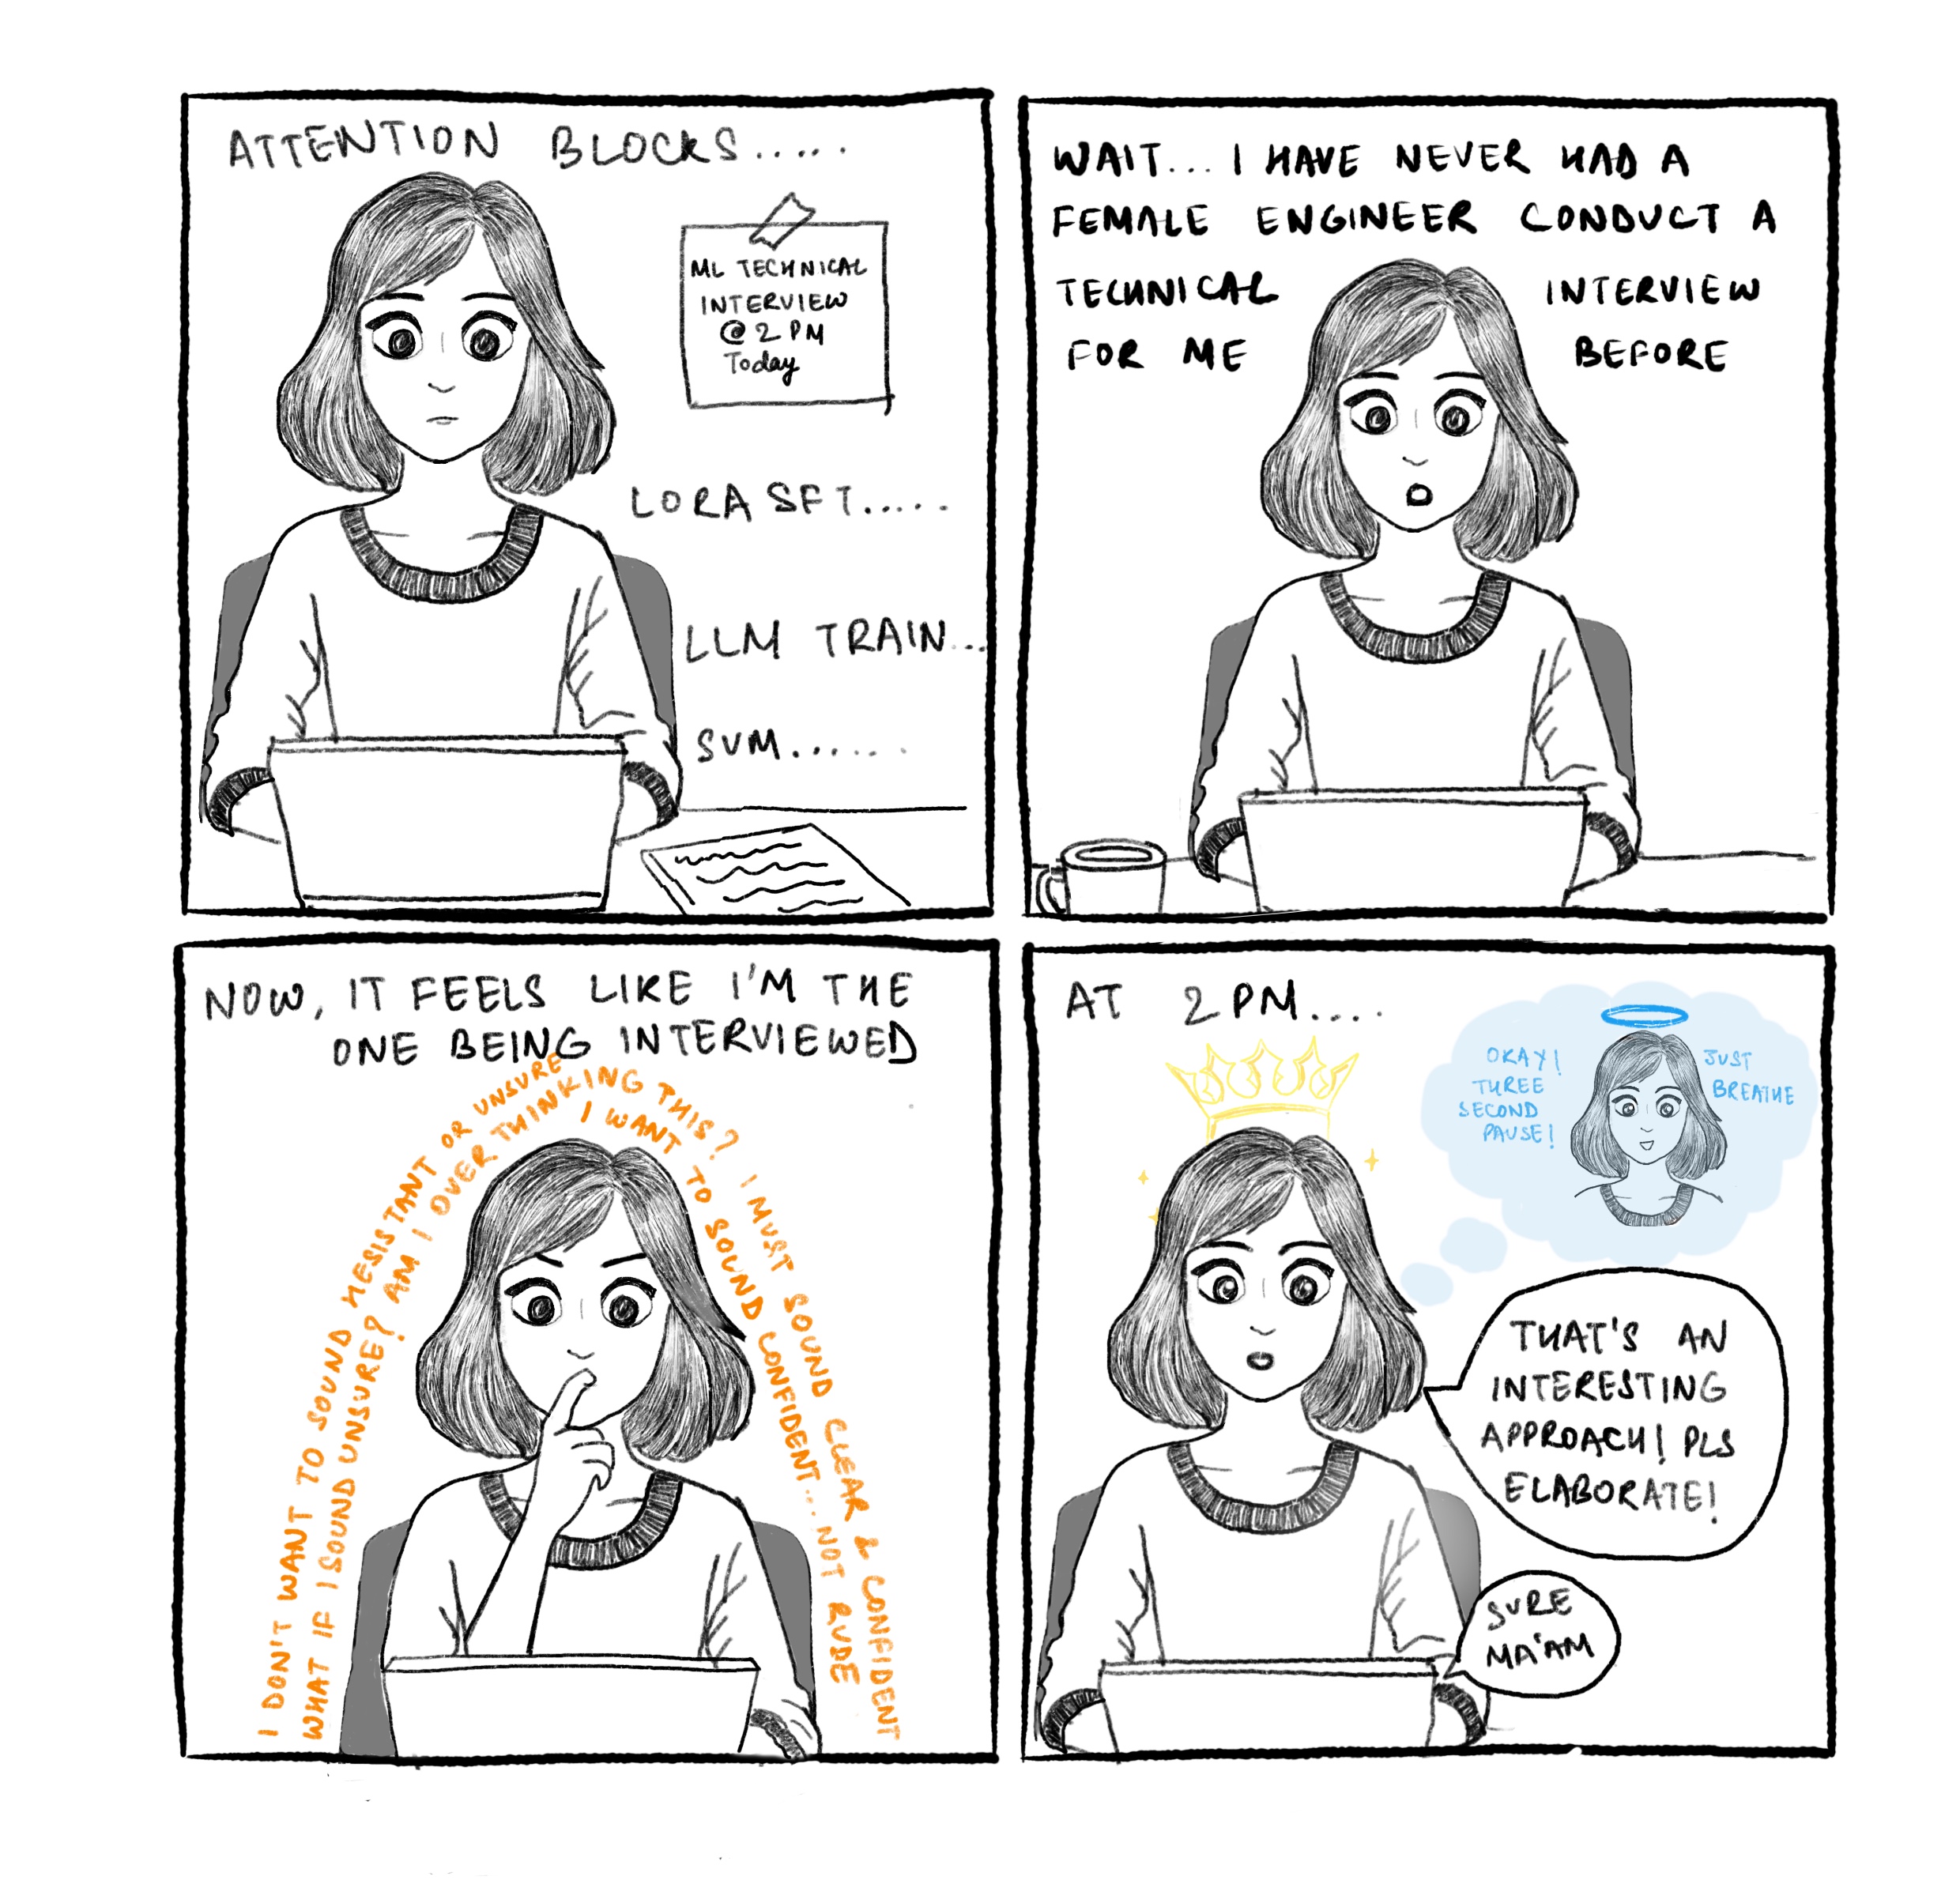 ATTENTION BLOCKS.....
ML TECHNICAL
INTERVIEW
@ 2 PM
Today
LORA SFT.....
LLM TRAIN...
SVM......
WAIT... I HAVE NEVER HAD A
FEMALE ENGINEER CONDUCT A
TECHNICAL INTERVIEW
FOR ME BEFORE
NOW, IT FEELS LIKE I'M THE
ONE BEING INTERVIEWED
I DON'T WANT TO SOUND HESISTANT OR UNSURE
WHAT IF I SOUND UNSURE? AM I OVER THINKING THIS?
I MUST SOUND CLEAR & CONFIDENT
I WANT TO SOUND CONFIDENT... NOT RUDE
AT 2 PM....
OKAY!
THREE
SECOND
PAUSE!
JUST
BREATHE
THAT'S AN
INTERESTING
APPROACH! PLS
ELABORATE!
SURE
MA'AM